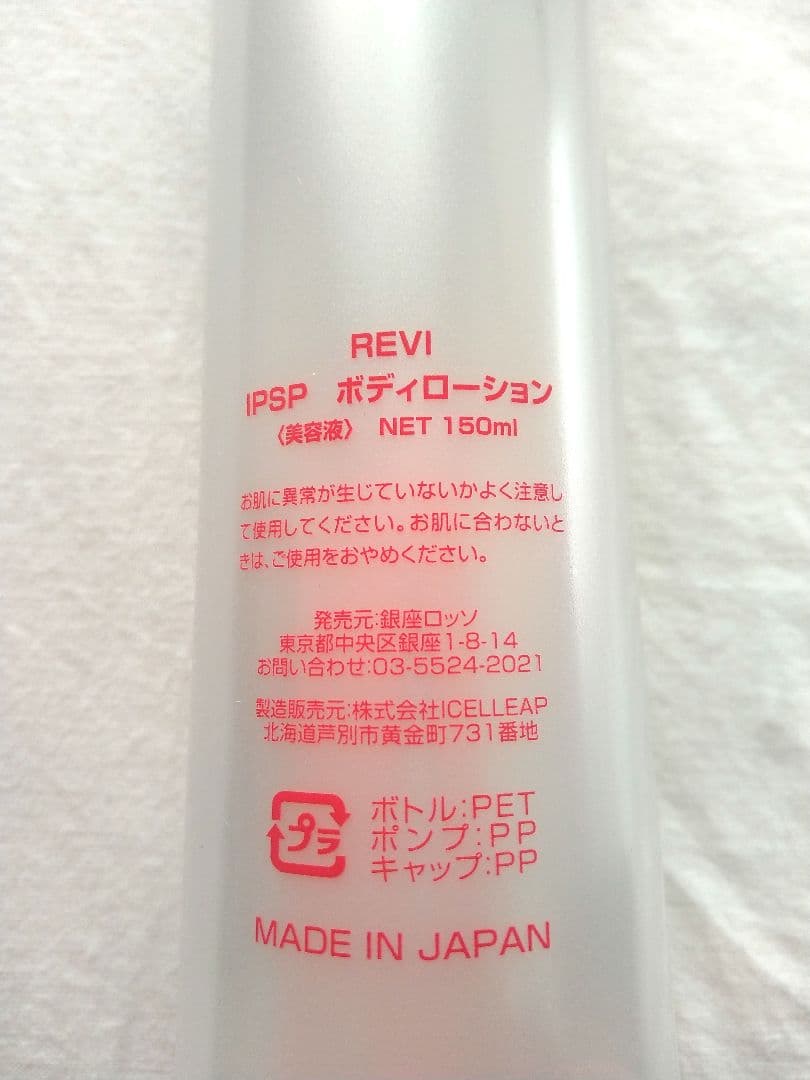 REVI
IPSP ボディローション
〈美容液〉 NET 150ml
お肌に異常が生じていないかよく注意し
て使用してください。お肌に合わないと
きは、ご使用をおやめください。
発売元:銀座ロッソ
東京都中央区銀座1-8-14
お問い合わせ:03-5524-2021
製造販売元:株式会社ICELLEAP
北海道芦別市黄金町731番地
プラ
ボトル:PET
ポンプ:PP
キャップ:PP
MADE IN JAPAN